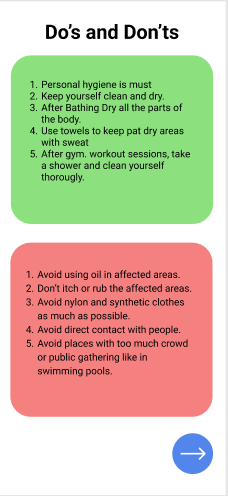 Do's and Don'ts
1. Personal hygiene is must
2. Keep yourself clean and dry.
3. After Bathing Dry all the parts of
the body.
4. Use towels to keep pat dry areas
with sweat
5. After gym. workout sessions, take
a shower and clean yourself
thorougly.
1. Avoid using oil in affected areas.
2. Don't itch or rub the affected areas.
3. Avoid nylon and synthetic clothes
as much as possible.
4. Avoid direct contact with people.
5. Avoid places with too much crowd
or public gathering like in
swimming pools.